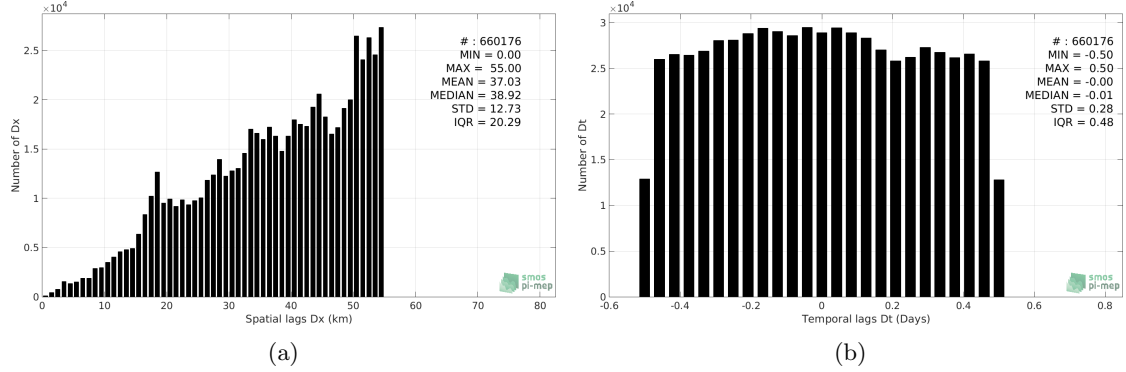 ×10⁴
# : 660176
MIN = 0.00
MAX = 55.00
MEAN = 37.03
MEDIAN = 38.92
STD = 12.73
IQR = 20.29
Number of Dx
2.5
2
1.5
1
0.5
0
0 10 20 30 40 50 60 70 80
Spatial lags Dx (km)
smos
pi-mep
(a)
×10⁴
# : 660176
MIN = -0.50
MAX = 0.50
MEAN = -0.00
MEDIAN = -0.01
STD = 0.28
IQR = 0.48
Number of Dt
3
2.5
2
1.5
1
0.5
0
-0.6 -0.4 -0.2 0 0.2 0.4 0.6 0.8
Temporal lags Dt (Days)
smos
pi-mep
(b)